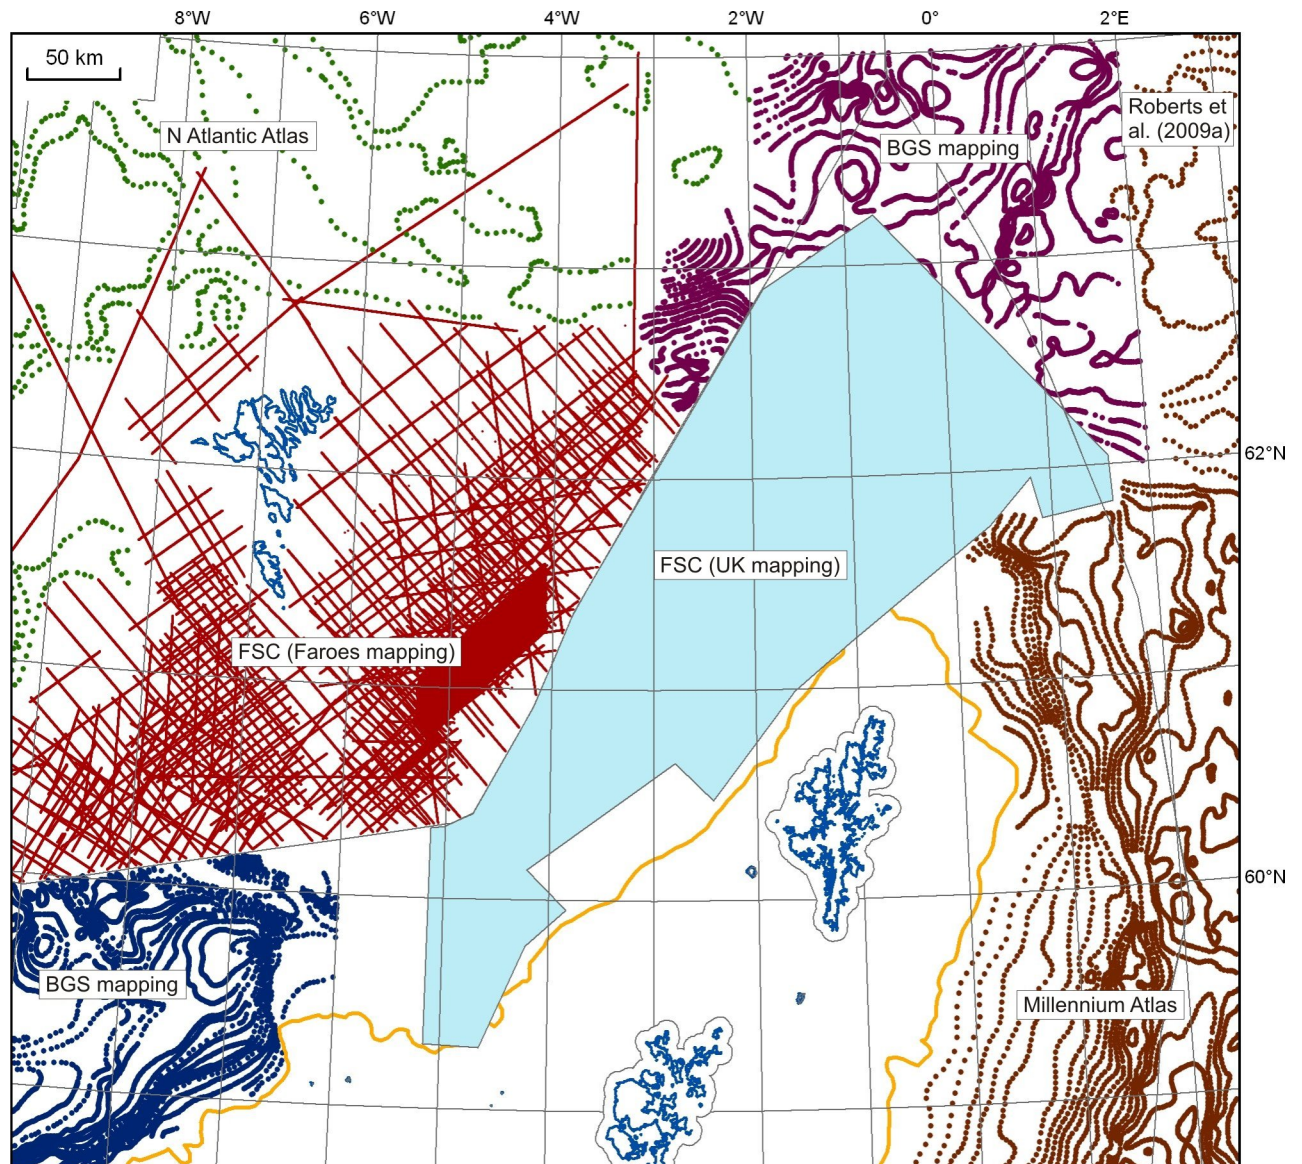 8°W 6°W 4°W 2°W 0° 2°E
50 km
N Atlantic Atlas
Roberts et
al. (2009a)
BGS mapping
62°N
FSC (UK mapping)
FSC (Faroes mapping)
60°N
BGS mapping
Millennium Atlas